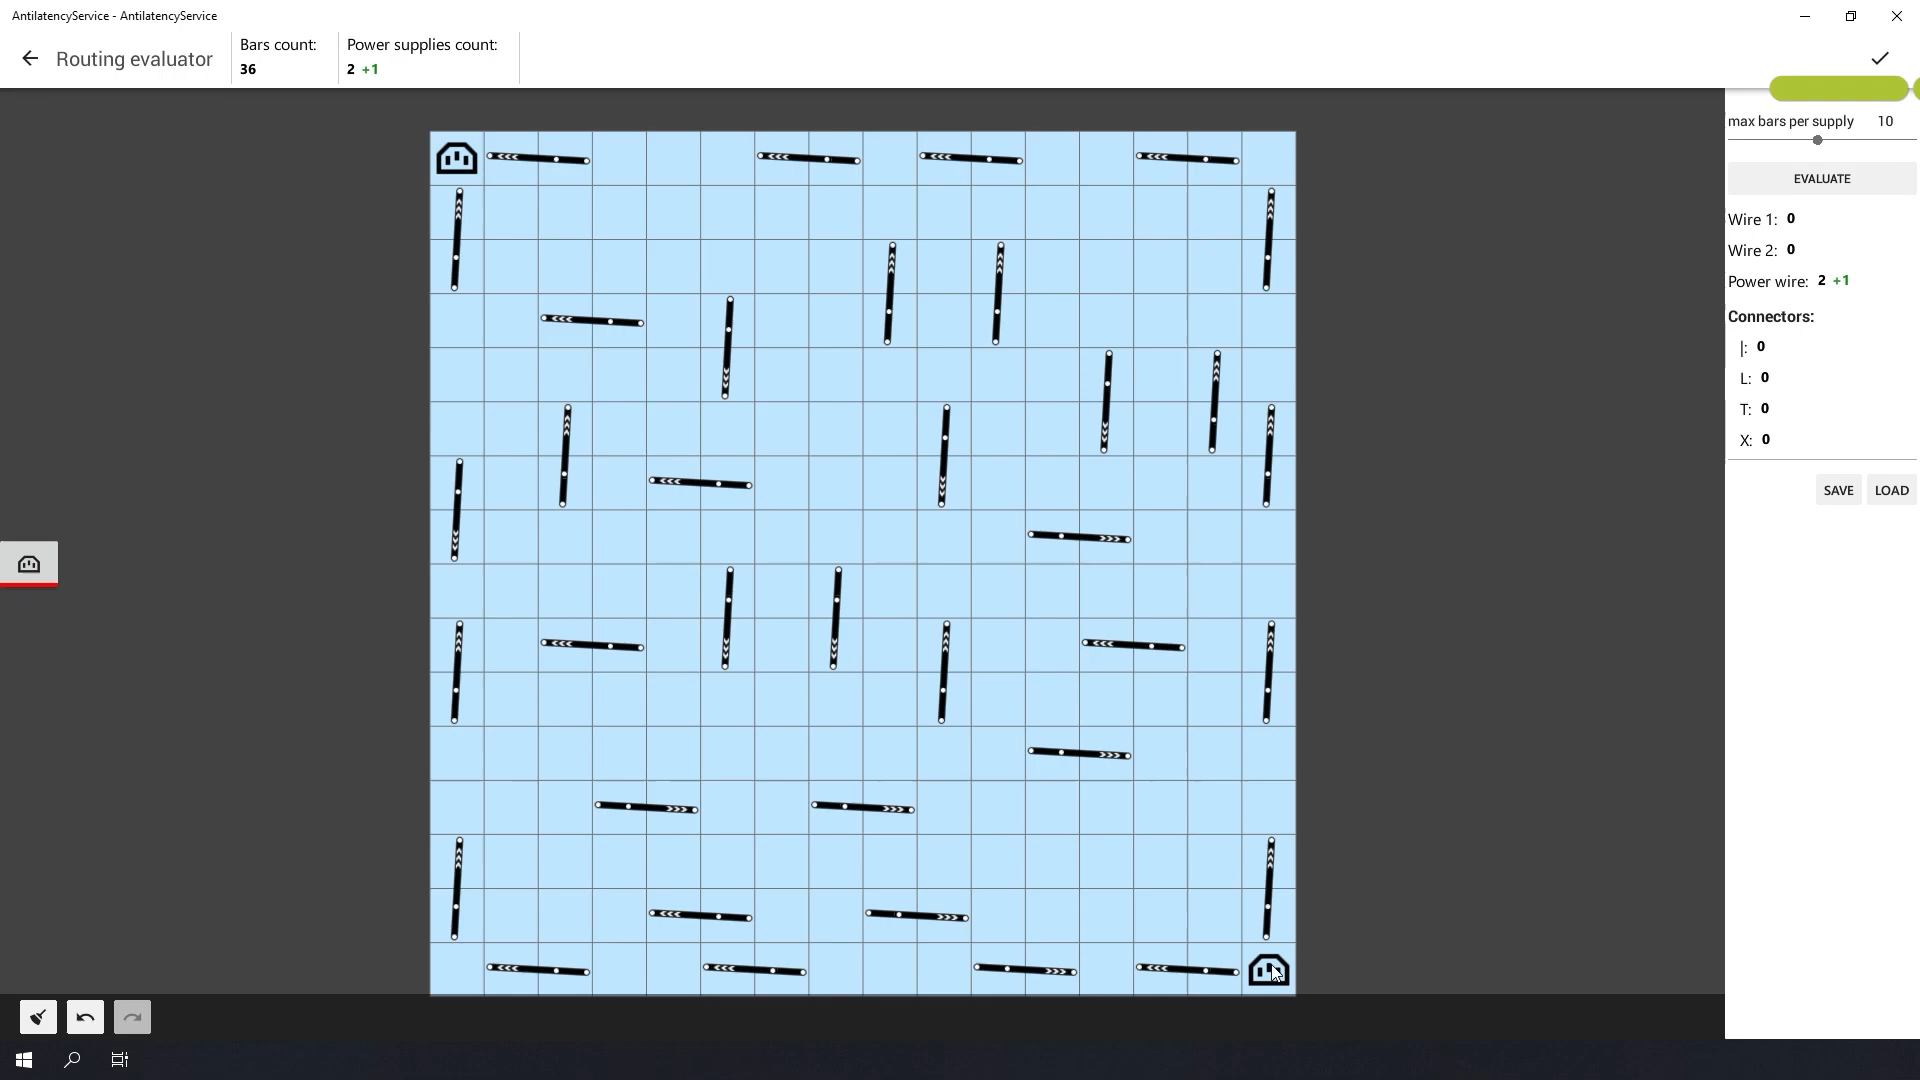 AntilatencyService - AntilatencyService
Routing evaluator
Bars count:
36
Power supplies count:
2 +1
max bars per supply 10
EVALUATE
Wire 1: 0
Wire 2: 0
Power wire: 2 +1
Connectors:
|: 0
L: 0
T: 0
X: 0
SAVE LOAD